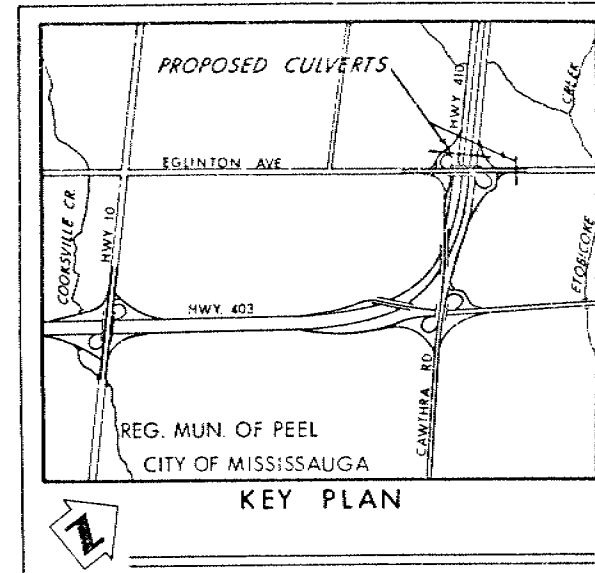 PROPOSED CULVERTS
HWY 410
CREEK
EGLINTON AVE
COOKSVILLE CR.
HWY 10
ETOBICOKE
HWY. 403
CAWTHRA RD
REG. MUN. OF PEEL
CITY OF MISSISSAUGA
KEY PLAN
N